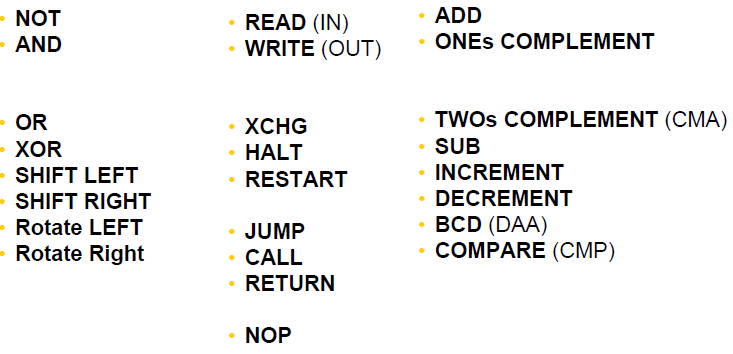 • NOT
• AND
• OR
• XOR
• SHIFT LEFT
• SHIFT RIGHT
• Rotate LEFT
• Rotate Right
• READ (IN)
• WRITE (OUT)
• XCHG
• HALT
• RESTART
• JUMP
• CALL
• RETURN
• NOP
• ADD
• ONEs COMPLEMENT
• TWOs COMPLEMENT (CMA)
• SUB
• INCREMENT
• DECREMENT
• BCD (DAA)
• COMPARE (CMP)